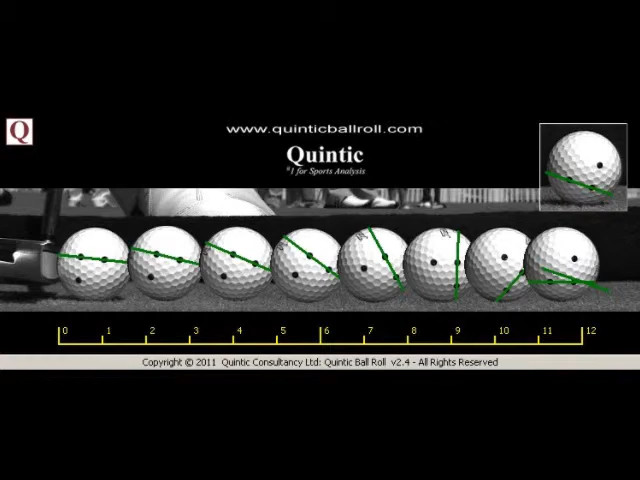 Q
www.quinticballroll.com
Quintic
#1 for Sports Analysis
0 1 2 3 4 5 6 7 8 9 10 11 12
Copyright © 2011 Quintic Consultancy Ltd: Quintic Ball Roll v2.4 - All Rights Reserved